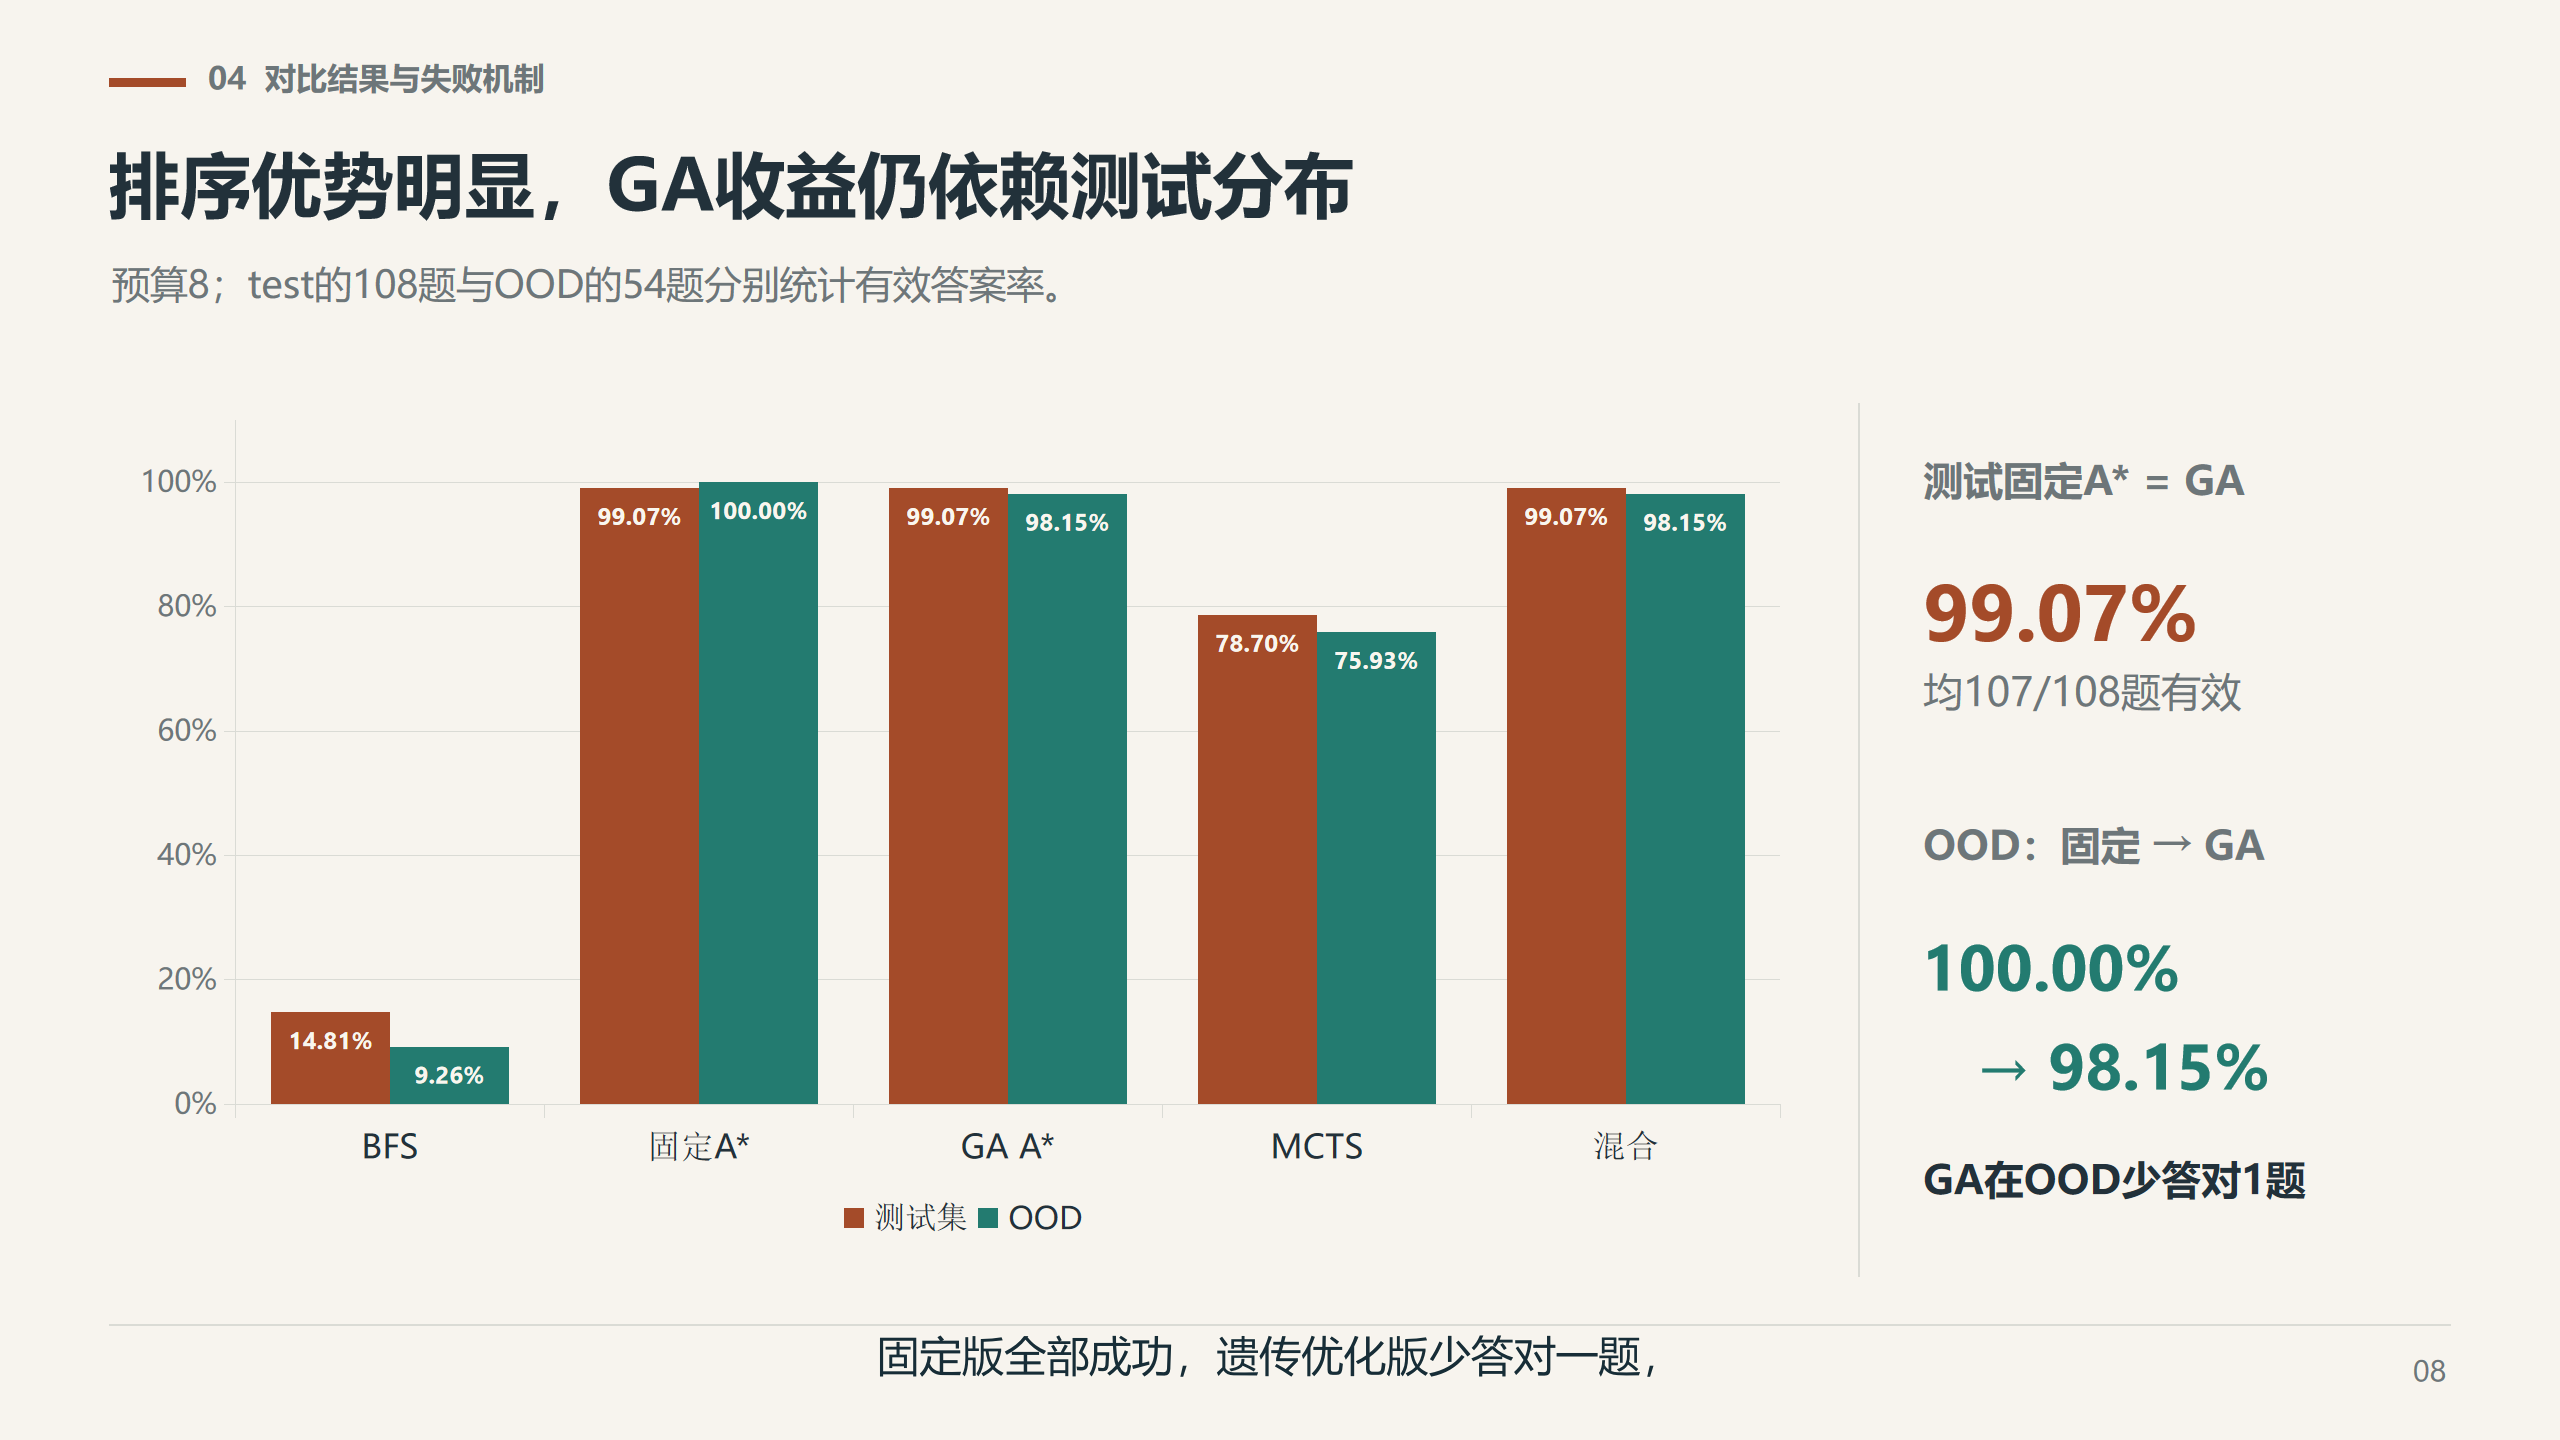 04 对比结果与失败机制
排序优势明显，GA收益仍依赖测试分布
预算8；test的108题与OOD的54题分别统计有效答案率。
100%
80%
60%
40%
20%
0%
14.81%
9.26%
99.07%
100.00%
99.07%
98.15%
78.70%
75.93%
99.07%
98.15%
BFS
固定A*
GA A*
MCTS
混合
测试集
OOD
测试固定A* = GA
99.07%
均107/108题有效
OOD：固定 → GA
100.00%
→ 98.15%
GA在OOD少答对1题
固定版全部成功，遗传优化版少答对一题，
08